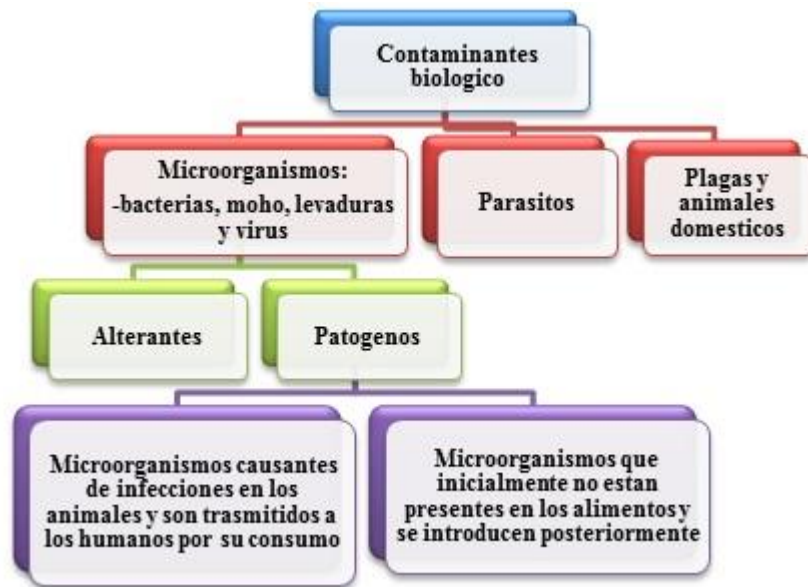 Contaminantes
biologico
Microorganismos:
-bacterias, moho, levaduras
y virus
Parasitos
Plagas y
animales
domesticos
Alterantes
Patogenos
Microorganismos causantes
de infecciones en los
animales y son trasmitidos a
los humanos por su consumo
Microorganismos que
inicialmente no estan
presentes en los alimentos y
se introducen posteriormente